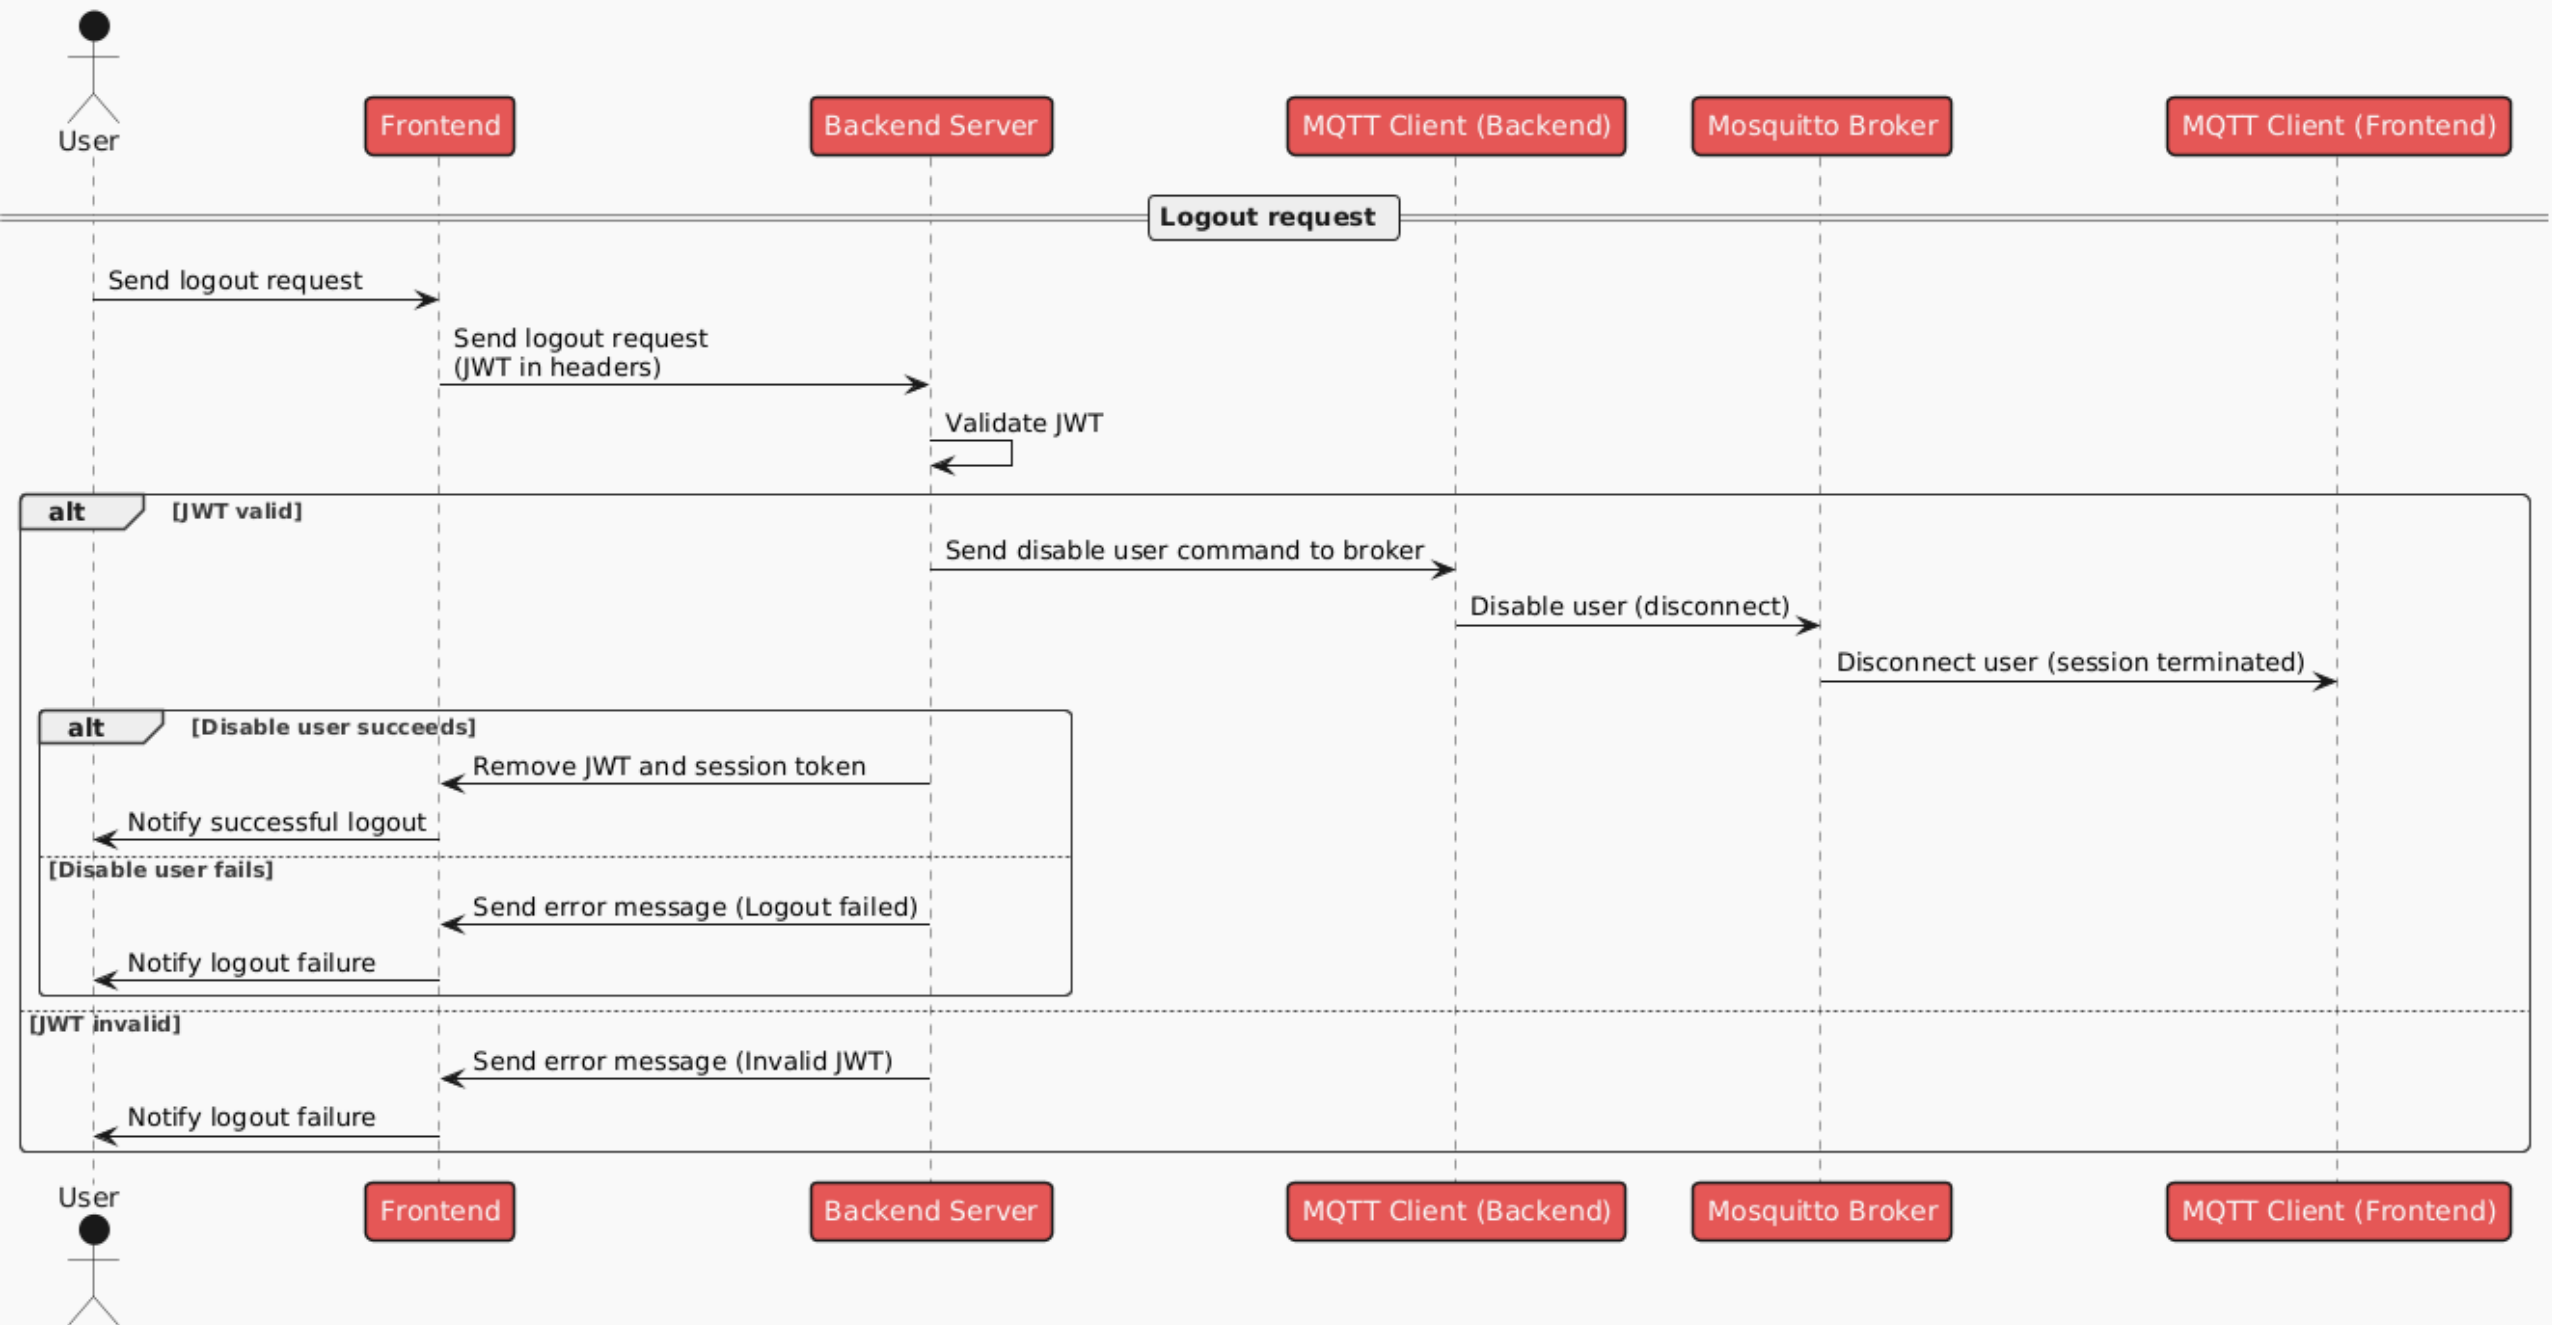 User
Frontend
Backend Server
MQTT Client (Backend)
Mosquitto Broker
MQTT Client (Frontend)
Logout request
Send logout request
Send logout request
(JWT in headers)
Validate JWT
alt [JWT valid]
Send disable user command to broker
Disable user (disconnect)
Disconnect user (session terminated)
alt [Disable user succeeds]
Remove JWT and session token
Notify successful logout
[Disable user fails]
Send error message (Logout failed)
Notify logout failure
[JWT invalid]
Send error message (Invalid JWT)
Notify logout failure
User
Frontend
Backend Server
MQTT Client (Backend)
Mosquitto Broker
MQTT Client (Frontend)